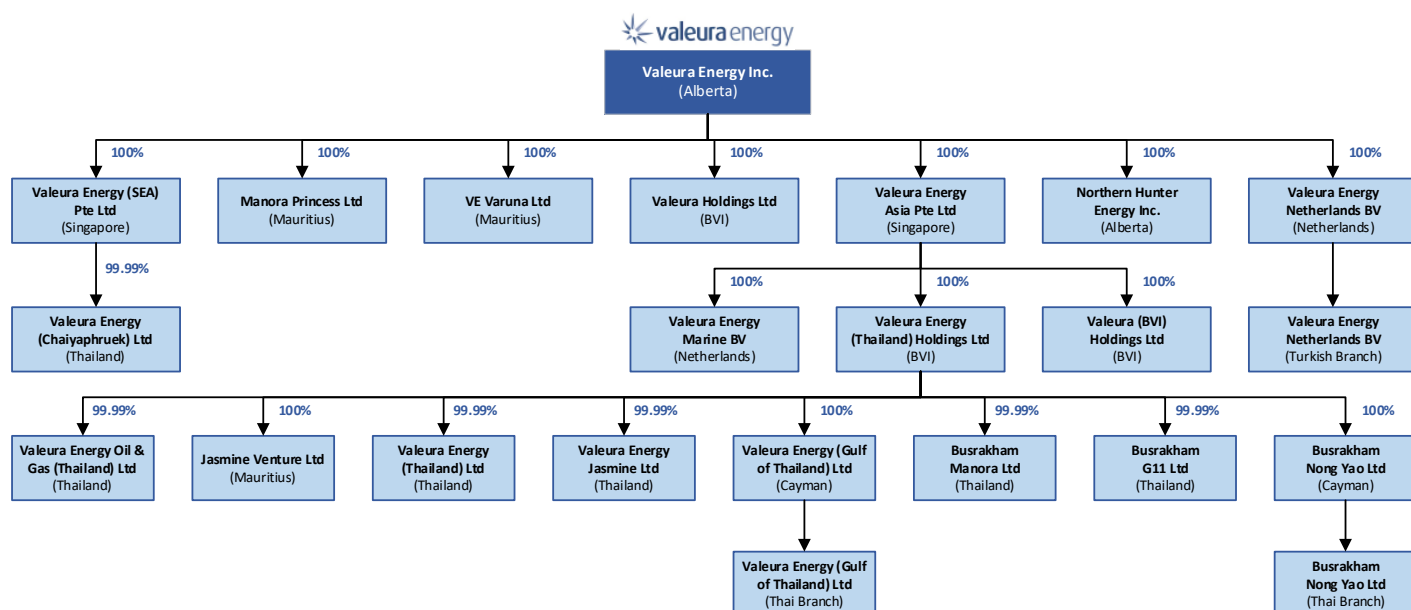 valeura energy
Valeura Energy Inc.
(Alberta)
100%
100%
100%
100%
100%
100%
100%
Valeura Energy (SEA)
Pte Ltd
(Singapore)
Manora Princess Ltd
(Mauritius)
VE Varuna Ltd
(Mauritius)
Valeura Holdings Ltd
(BVI)
Valeura Energy
Asia Pte Ltd
(Singapore)
Northern Hunter
Energy Inc.
(Alberta)
Valeura Energy
Netherlands BV
(Netherlands)
99.99%
100%
100%
100%
Valeura Energy
(Chaiyaphruek) Ltd
(Thailand)
Valeura Energy
Marine BV
(Netherlands)
Valeura Energy
(Thailand) Holdings Ltd
(BVI)
Valeura (BVI)
Holdings Ltd
(BVI)
Valeura Energy
Netherlands BV
(Turkish Branch)
99.99%
100%
99.99%
99.99%
100%
99.99%
99.99%
100%
Valeura Energy Oil &
Gas (Thailand) Ltd
(Thailand)
Jasmine Venture Ltd
(Mauritius)
Valeura Energy
(Thailand) Ltd
(Thailand)
Valeura Energy
Jasmine Ltd
(Thailand)
Valeura Energy (Gulf
of Thailand) Ltd
(Cayman)
Busrakham
Manora Ltd
(Thailand)
Busrakham
G11 Ltd
(Thailand)
Busrakham
Nong Yao Ltd
(Cayman)
Valeura Energy (Gulf
of Thailand) Ltd
(Thai Branch)
Busrakham
Nong Yao Ltd
(Thai Branch)